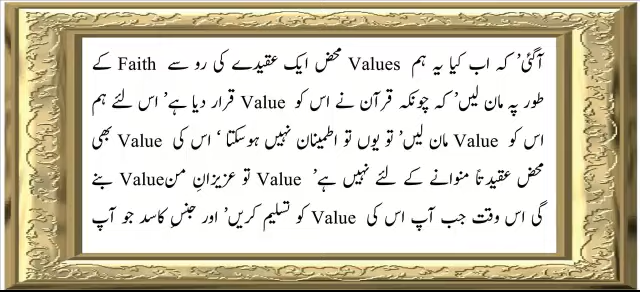 آگئی’ کہ اب کیا یہ ہم Values محض ایک عقیدے کی رو سے Faith کے
طور پہ مان لیں’ کہ چونکہ قرآن نے اس کو Value قرار دیا ہے’ اس لئے ہم
اس کو Value مان لیں’ تو یوں تو اطمینان نہیں ہوسکتا ‘ اس کی Value بھی
محض عقیدتاً منوانے کے لئے نہیں ہے’ Value تو عزیزانِ من Value بنے
گی اس وقت جب آپ اس کی Value کو تسلیم کریں’ اور جنسِ کاسد جو آپ